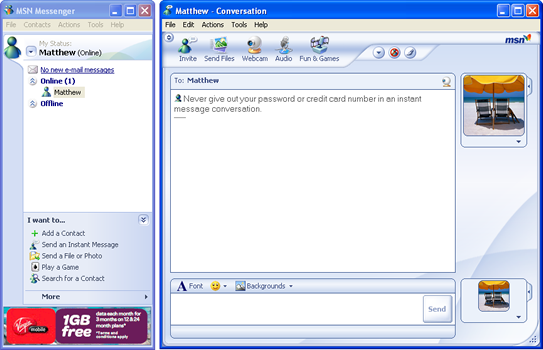 MSN Messenger
File Contacts Actions Tools Help
My Status:
Matthew (Online)
No new e-mail messages
Online (1)
Matthew
Offline
I want to...
Add a Contact
Send an Instant Message
Send a File or Photo
Play a Game
Search for a Contact
More
Virgin mobile
1GB free
data each month for
3 months on 12 & 24
month plans*
*Terms and
conditions apply
Matthew - Conversation
File Edit Actions Tools Help
msn
Invite Send Files Webcam Audio Fun & Games
To: Matthew
Never give out your password or credit card number in an instant
message conversation.
A Font Backgrounds
Send